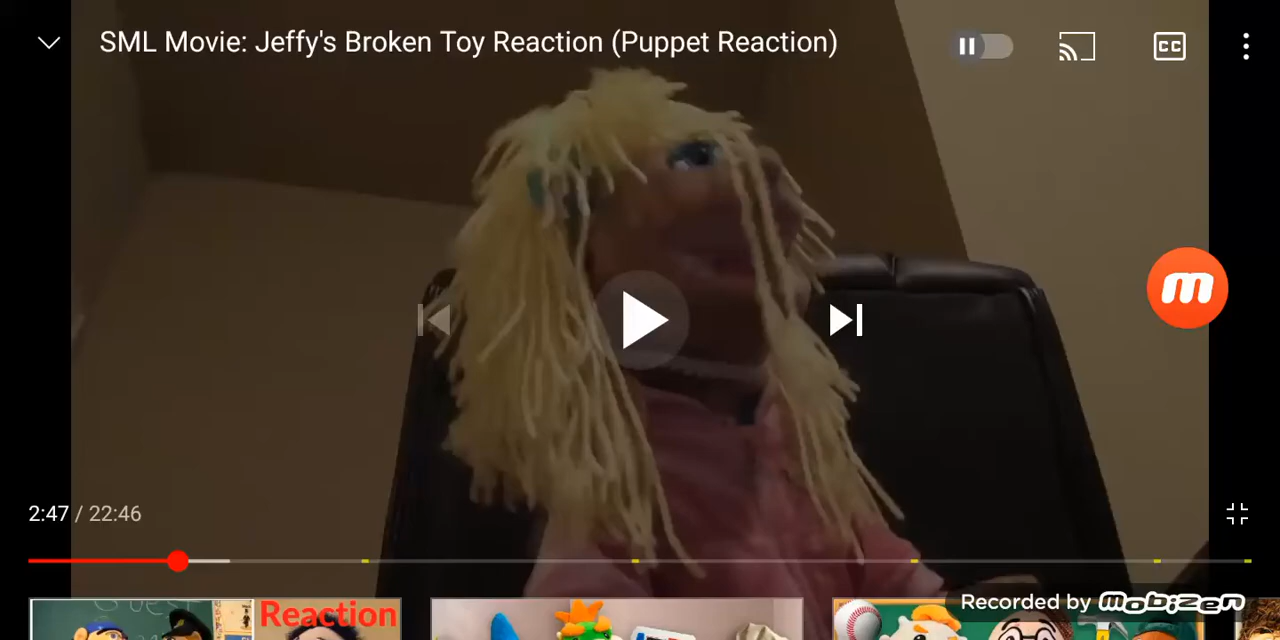 SML Movie: Jeffy's Broken Toy Reaction (Puppet Reaction)
CC
m
2:47 / 22:46
Reaction
Recorded by mobizen